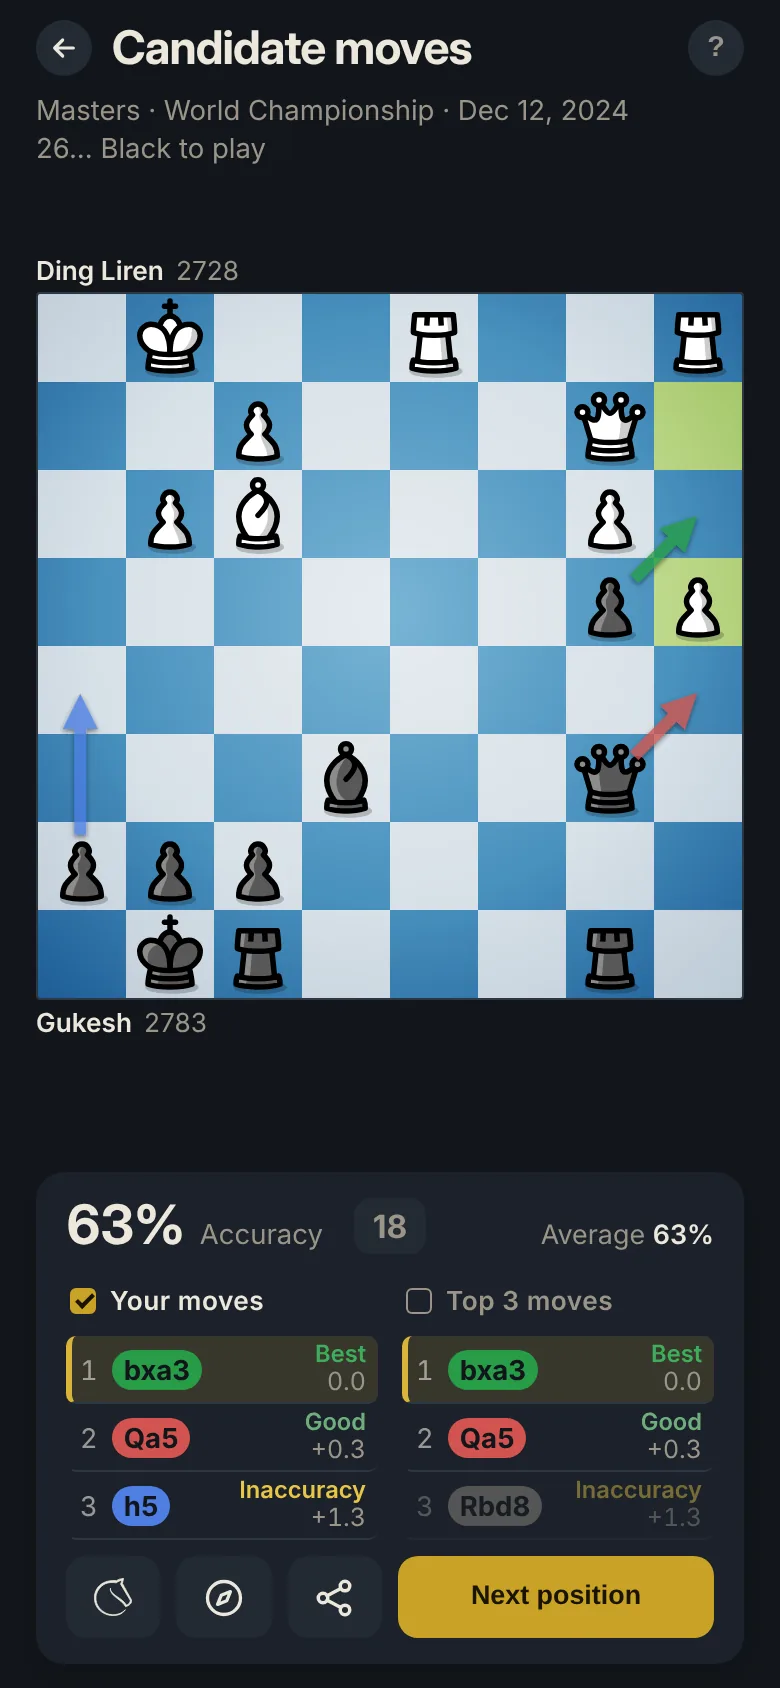 Candidate moves
?
Masters · World Championship · Dec 12, 2024
26... Black to play
Ding Liren 2728
Gukesh 2783
63% Accuracy 18 Average 63%
Your moves
1 bxa3 Best 0.0
2 Qa5 Good +0.3
3 h5 Inaccuracy +1.3
Top 3 moves
1 bxa3 Best 0.0
2 Qa5 Good +0.3
3 Rbd8 Inaccuracy +1.3
Next position